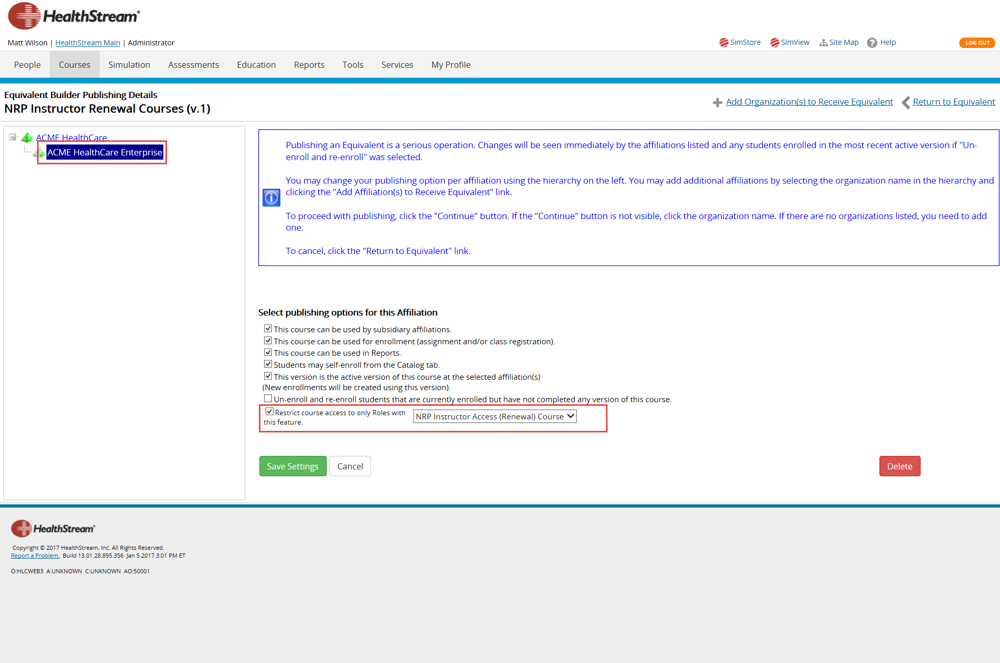 HealthStream®
Matt Wilson | HealthStream Main | Administrator
SimStore SimView Site Map ? Help LOG OUT
People Courses Simulation Assessments Education Reports Tools Services My Profile
Equivalent Builder Publishing Details
NRP Instructor Renewal Courses (v.1)
Add Organization(s) to Receive Equivalent Return to Equivalent
ACME HealthCare
ACME HealthCare Enterprise
Publishing an Equivalent is a serious operation. Changes will be seen immediately by the affiliations listed and any students enrolled in the most recent active version if "Un-
enroll and re-enroll" was selected.
You may change your publishing option per affiliation using the hierarchy on the left. You may add additional affiliations by selecting the organization name in the hierarchy and
clicking the "Add Affiliation(s) to Receive Equivalent" link.
To proceed with publishing, click the "Continue" button. If the "Continue" button is not visible, click the organization name. If there are no organizations listed, you need to add
one.
To cancel, click the "Return to Equivalent" link.
Select publishing options for this Affiliation
This course can be used by subsidiary affiliations.
This course can be used for enrollment (assignment and/or class registration).
This course can be used in Reports.
Students may self-enroll from the Catalog tab.
This version is the active version of this course at the selected affiliation(s)
(New enrollments will be created using this version).
Un-enroll and re-enroll students that are currently enrolled but have not completed any version of this course.
Restrict course access to only Roles with
this feature.
NRP Instructor Access (Renewal) Course
Save Settings Cancel Delete
HealthStream®
Copyright © 2017 HealthStream, Inc. All Rights Reserved.
Report a Problem. Build 13.01.28.895.356 Jan 5 2017 3:01 PM ET
O:HLCWEB3 A:UNKNOWN C:UNKNOWN AO:50001